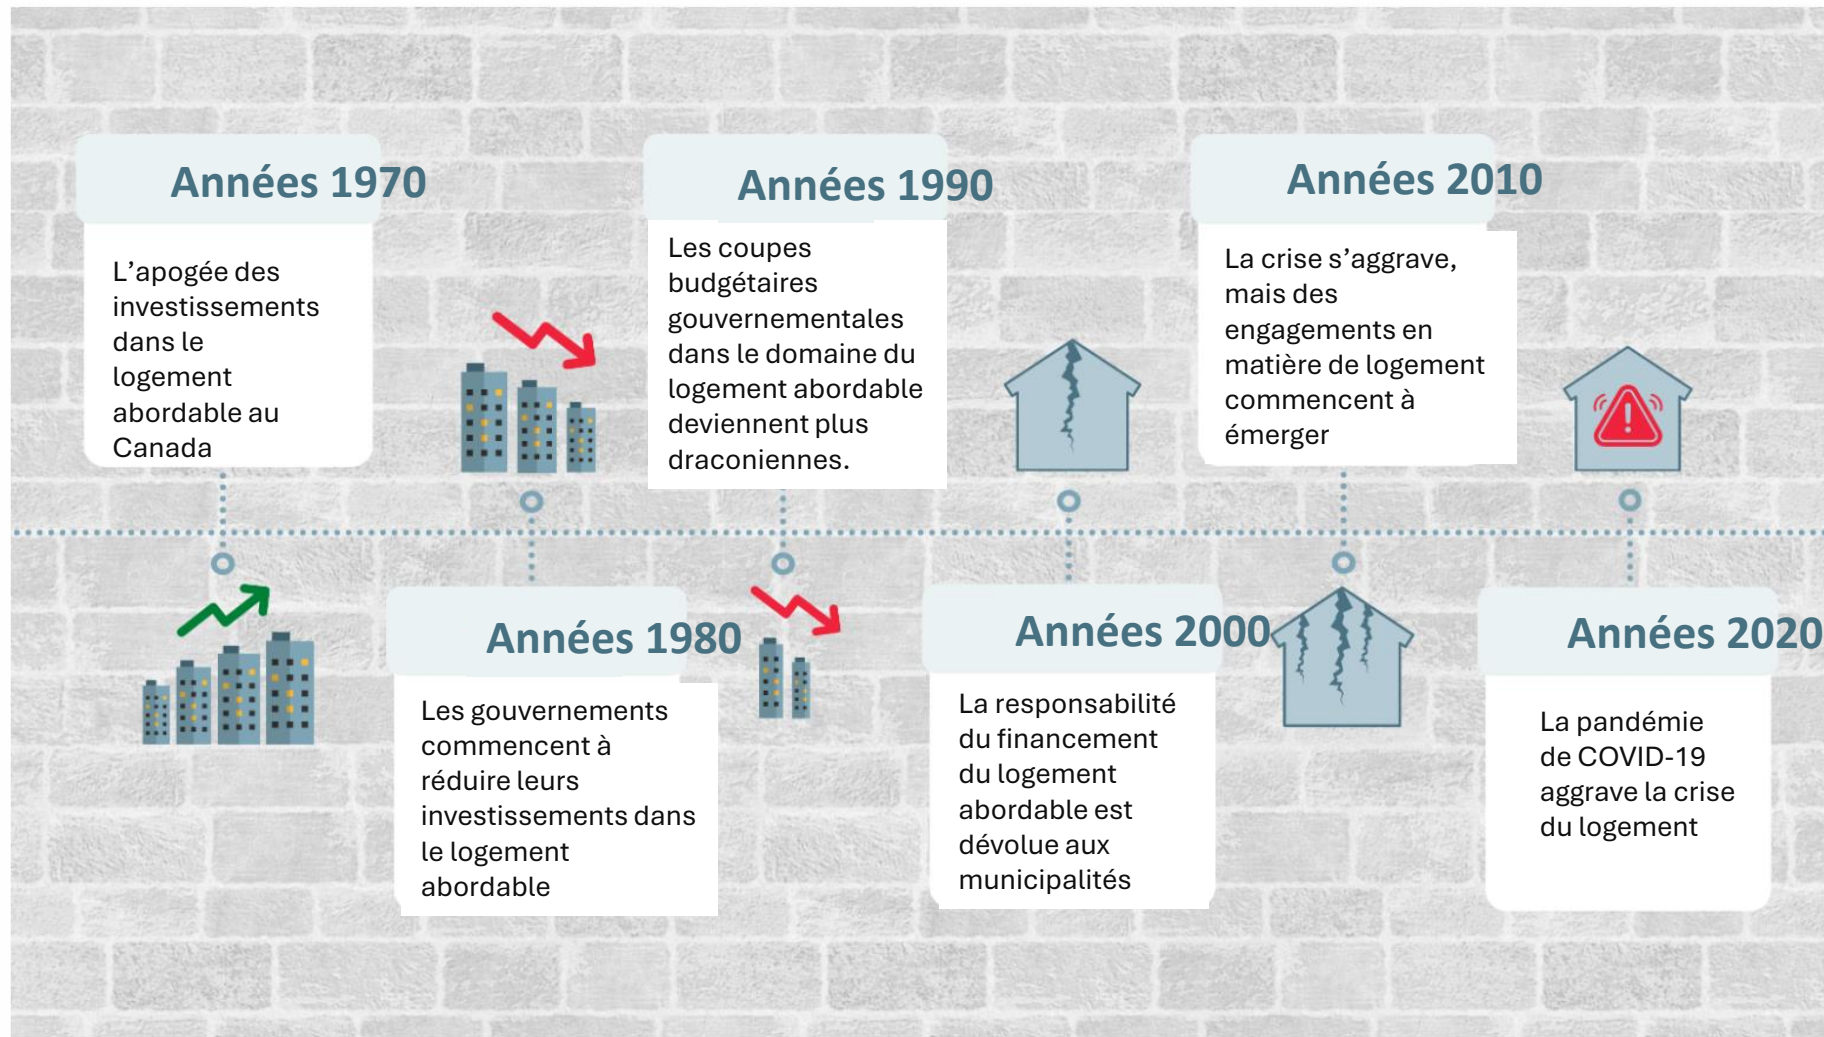 Années 1970
L’apogée des
investissements
dans le
logement
abordable au
Canada
Années 1980
Les gouvernements
commencent à
réduire leurs
investissements dans
le logement
abordable
Années 1990
Les coupes
budgétaires
gouvernementales
dans le domaine du
logement abordable
deviennent plus
draconiennes.
Années 2000
La responsabilité
du financement
du logement
abordable est
dévolue aux
municipalités
Années 2010
La crise s’aggrave,
mais des
engagements en
matière de logement
commencent à
émerger
Années 2020
La pandémie
de COVID-19
aggrave la crise
du logement